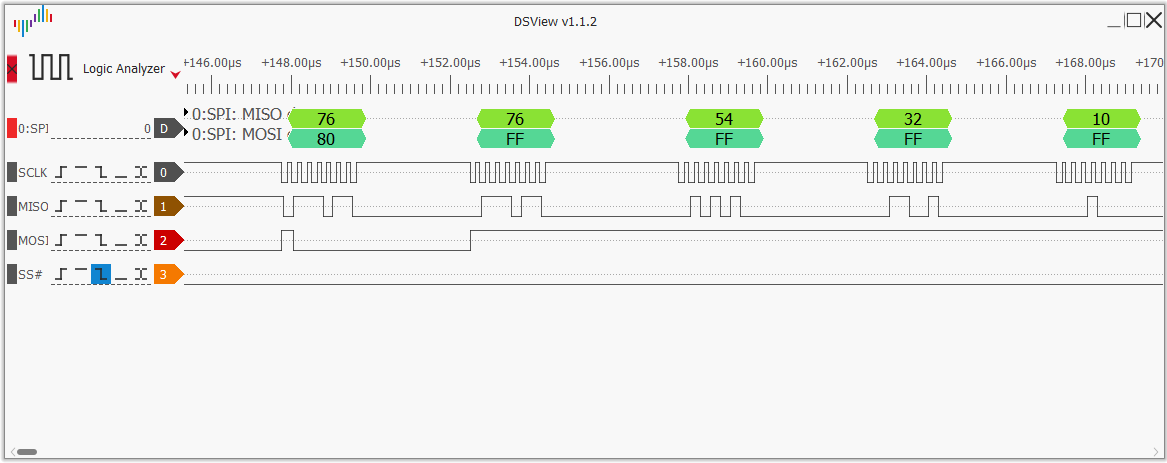 DSView v1.1.2
Logic Analyzer
+146.00µs +148.00µs +150.00µs +152.00µs +154.00µs +156.00µs +158.00µs +160.00µs +162.00µs +164.00µs +166.00µs +168.00µs +170
0:SPI 0 D
0:SPI: MISO 76 76 54 32 10
0:SPI: MOSI 80 FF FF FF FF
SCLK 0
MISO 1
MOSI 2
SS# 3